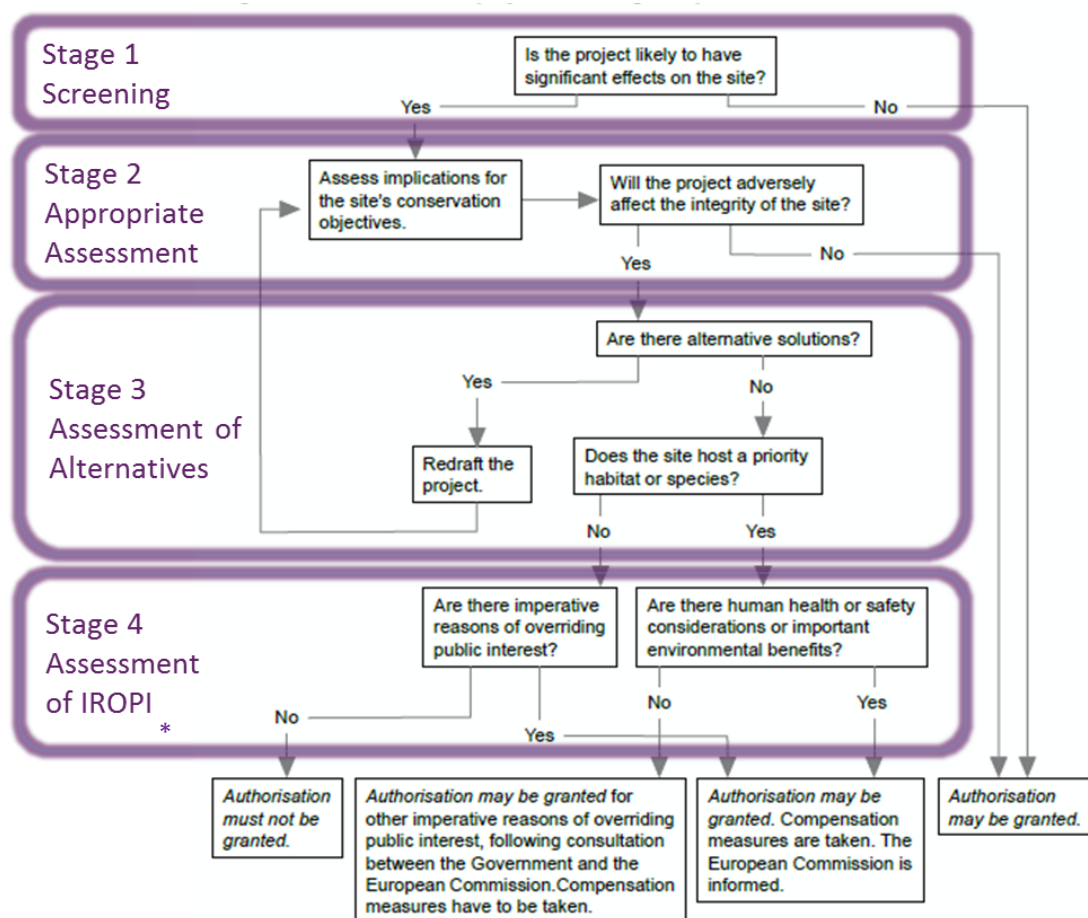 Stage 1
Screening
Is the project likely to have
significant effects on the site?
Yes
No
Stage 2
Appropriate
Assessment
Assess implications for
the site's conservation
objectives.
Will the project adversely
affect the integrity of the site?
Yes
No
Stage 3
Assessment of
Alternatives
Are there alternative solutions?
Yes
No
Redraft the
project.
Does the site host a priority
habitat or species?
No
Yes
Stage 4
Assessment
of IROPI
*
Are there imperative
reasons of overriding
public interest?
Are there human health or safety
considerations or important
environmental benefits?
No
Yes
No
Yes
Authorisation
must not be
granted.
Authorisation may be granted for
other imperative reasons of overriding
public interest, following consultation
between the Government and the
European Commission.Compensation
measures have to be taken.
Authorisation may be
granted. Compensation
measures are taken. The
European Commission is
informed.
Authorisation
may be granted.